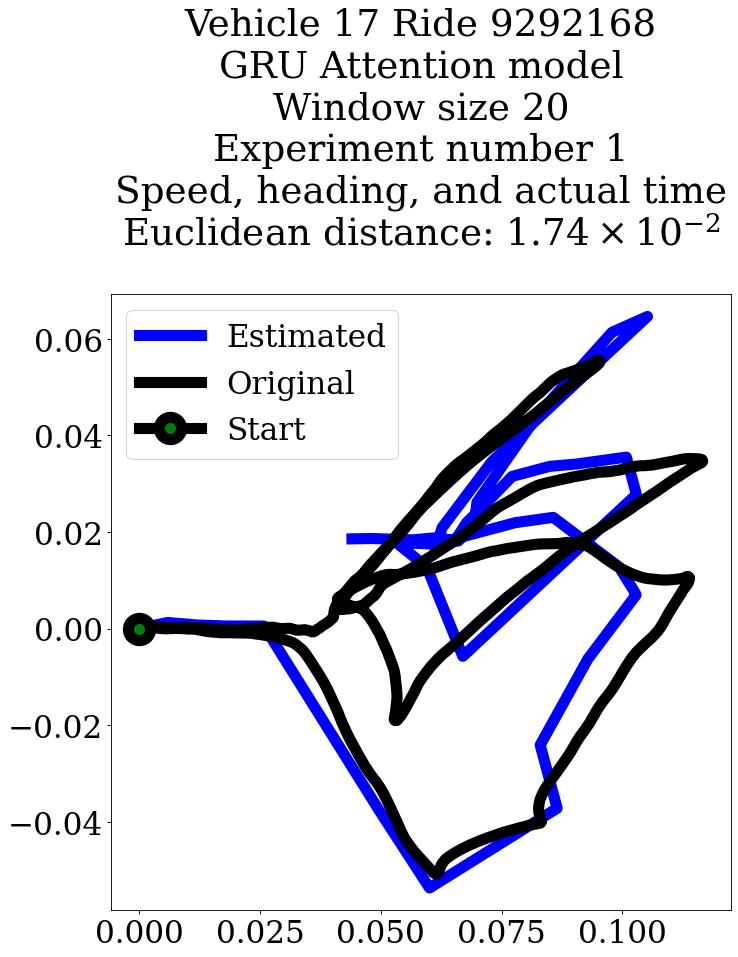 Vehicle 17 Ride 9292168
GRU Attention model
Window size 20
Experiment number 1
Speed, heading, and actual time
Euclidean distance: 1.74 × 10⁻²
Estimated
Original
Start
0.06
0.04
0.02
0.00
−0.02
−0.04
0.000 0.025 0.050 0.075 0.100